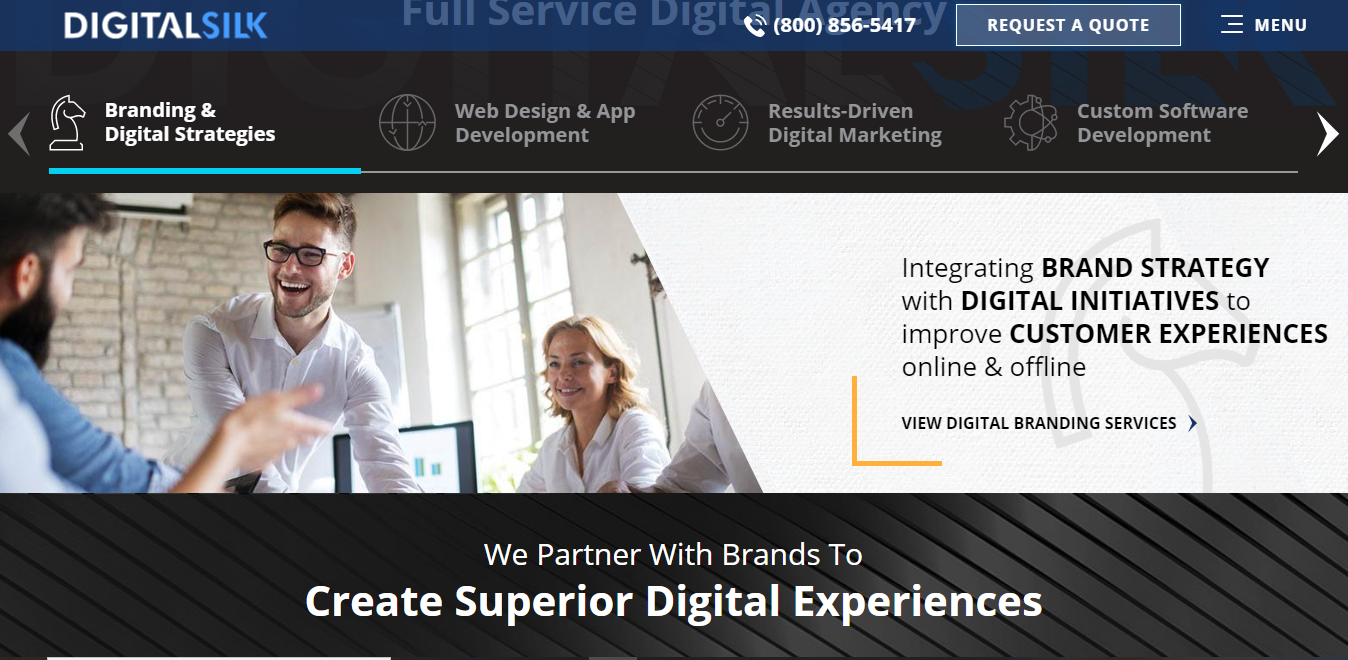 DIGITALSILK
Full Service Digital Agency
(800) 856-5417
REQUEST A QUOTE
MENU
DIGITALSILK
Branding &
Digital Strategies
Web Design & App
Development
Results-Driven
Digital Marketing
Custom Software
Development
Integrating BRAND STRATEGY
with DIGITAL INITIATIVES to
improve CUSTOMER EXPERIENCES
online & offline
VIEW DIGITAL BRANDING SERVICES
We Partner With Brands To
Create Superior Digital Experiences